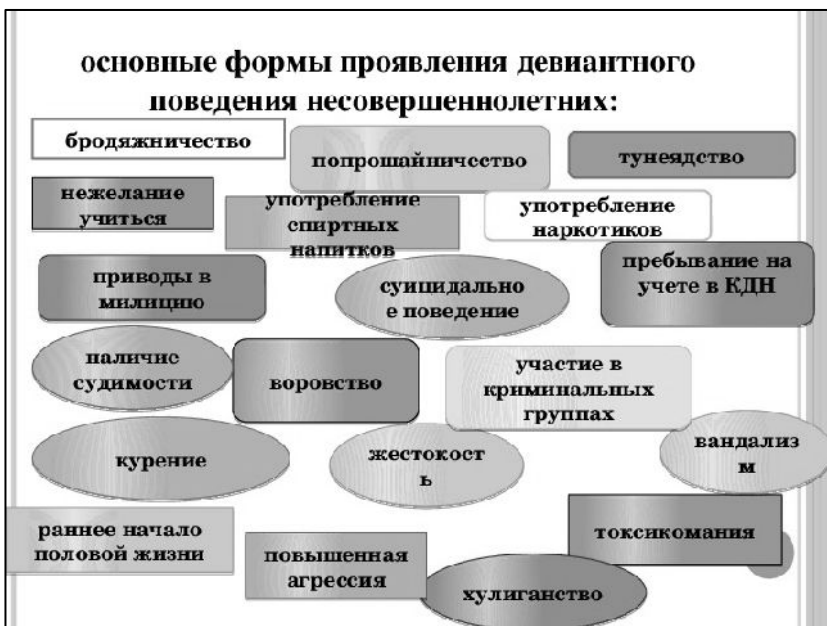 основные формы проявления девиантного
поведения несовершеннолетних:
бродяжничество
попрошайничество
тунеядство
нежелание
учиться
употребление
спиртных
напитков
употребление
наркотиков
приводы в
милицию
суицидально
е поведение
пребывание на
учете в КДН
наличие
судимости
воровство
участие в
криминальных
группах
курение
жестокост
ь
вандализ
м
раннее начало
половой жизни
повышенная
агрессия
хулиганство
токсикомания